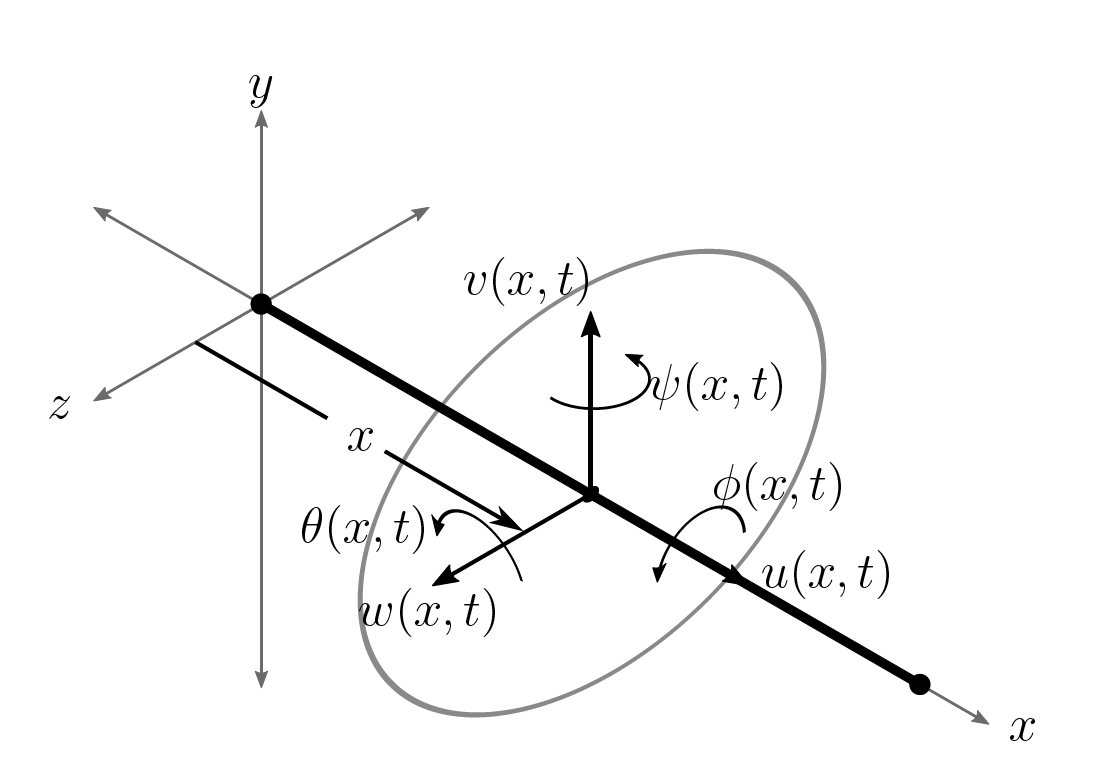 y
v(x, t)
ψ(x, t)
z
x
ϕ(x, t)
θ(x, t)
u(x, t)
w(x, t)
x